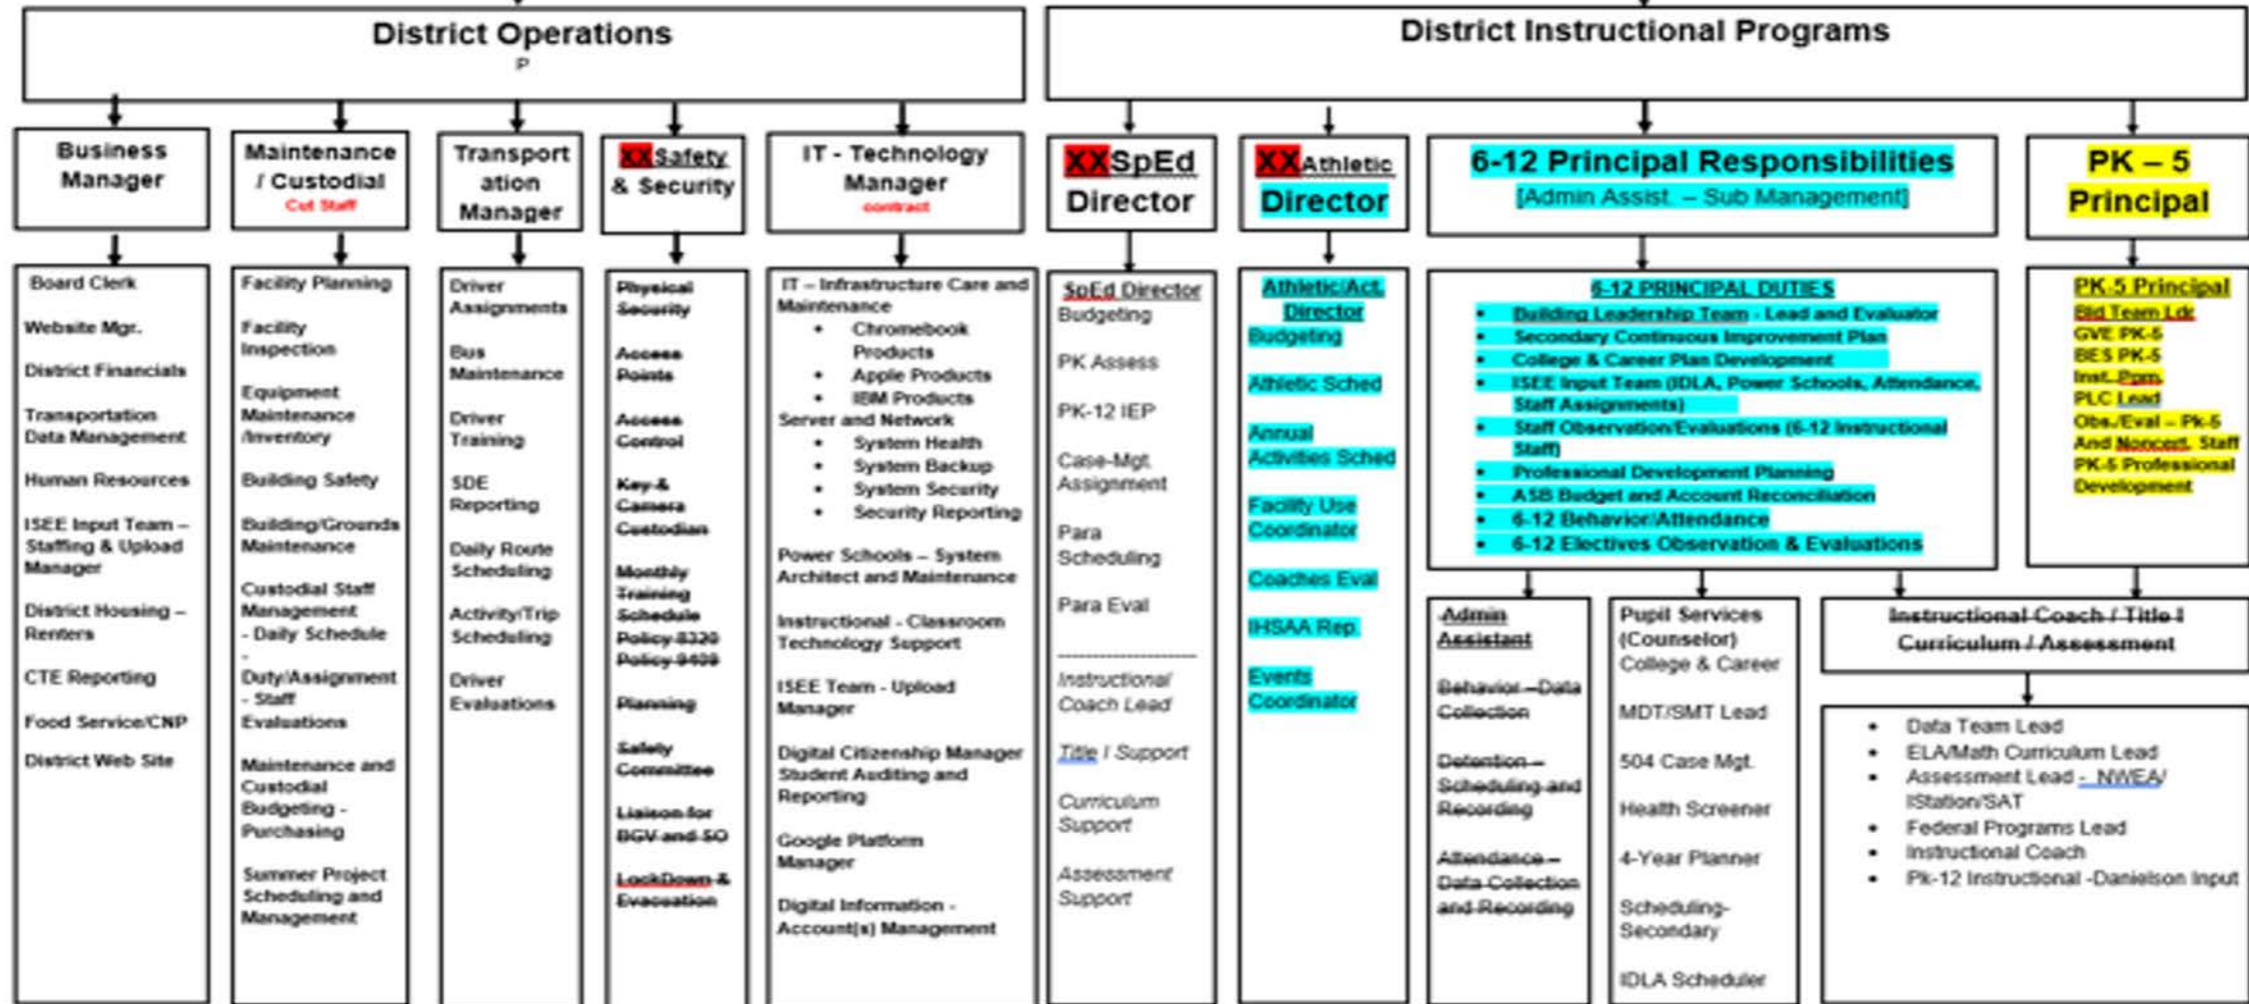 District Operations
P
District Instructional Programs
Business
Manager
Maintenance
/ Custodial
Cut Staff
Transport
ation
Manager
XXSafety
& Security
IT - Technology
Manager
contract
XXSpEd
Director
XXAthletic
Director
6-12 Principal Responsibilities
[Admin Assist. – Sub Management]
PK – 5
Principal
Board Clerk
Website Mgr.
District Financials
Transportation
Data Management
Human Resources
ISEE Input Team –
Staffing & Upload
Manager
District Housing –
Renters
CTE Reporting
Food Service/CNP
District Web Site
Facility Planning
Facility
Inspection
Equipment
Maintenance
/Inventory
Building Safety
Building/Grounds
Maintenance
Custodial Staff
Management
- Daily Schedule
-
Duty/Assignment
- Staff
Evaluations
Maintenance and
Custodial
Budgeting -
Purchasing
Summer Project
Scheduling and
Management
Driver
Assignments
Bus
Maintenance
Driver
Training
SDE
Reporting
Daily Route
Scheduling
Activity/Trip
Scheduling
Driver
Evaluations
Physical
Security
Access
Points
Access
Control
Key &
Camera
Custodian
Monthly
Training
Schedule
Policy 8320
Policy 9409
Planning
Safety
Committee
Liaison for
BGV and SO
LockDown &
Evacuation
IT – Infrastructure Care and
Maintenance
• Chromebook
Products
• Apple Products
• IBM Products
Server and Network
• System Health
• System Backup
• System Security
• Security Reporting
Power Schools – System
Architect and Maintenance
Instructional - Classroom
Technology Support
ISEE Team - Upload
Manager
Digital Citizenship Manager
Student Auditing and
Reporting
Google Platform
Manager
Digital Information -
Account(s) Management
SpEd Director
Budgeting
PK Assess
PK-12 IEP
Case-Mgt.
Assignment
Para
Scheduling
Para Eval
--------------------
Instructional
Coach Lead
Title I Support
Curriculum
Support
Assessment
Support
Athletic/Act.
Director
Budgeting
Athletic Sched
Annual
Activities Sched
Facility Use
Coordinator
Coaches Eval
IHSAA Rep.
Events
Coordinator
6-12 PRINCIPAL DUTIES
• Building Leadership Team - Lead and Evaluator
• Secondary Continuous Improvement Plan
• College & Career Plan Development
• ISEE Input Team (IDLA, Power Schools, Attendance,
Staff Assignments)
• Staff Observation/Evaluations (6-12 Instructional
Staff)
• Professional Development Planning
• ASB Budget and Account Reconciliation
• 6-12 Behavior/Attendance
• 6-12 Electives Observation & Evaluations
PK-5 Principal
Bld Team Ldr
GVE PK-5
BES PK-5
Inst. Pgm.
PLC Lead
Obs./Eval – Pk-5
And Noncert. Staff
PK-5 Professional
Development
Admin
Assistant
Behavior –Data
Collection
Detention –
Scheduling and
Recording
Attendance –
Data Collection
and Recording
Pupil Services
(Counselor)
College & Career
MDT/SMT Lead
504 Case Mgt.
Health Screener
4-Year Planner
Scheduling-
Secondary
IDLA Scheduler
Instructional Coach / Title I
Curriculum / Assessment
• Data Team Lead
• ELA/Math Curriculum Lead
• Assessment Lead - NWEA/
IStation/SAT
• Federal Programs Lead
• Instructional Coach
• Pk-12 Instructional -Danielson Input